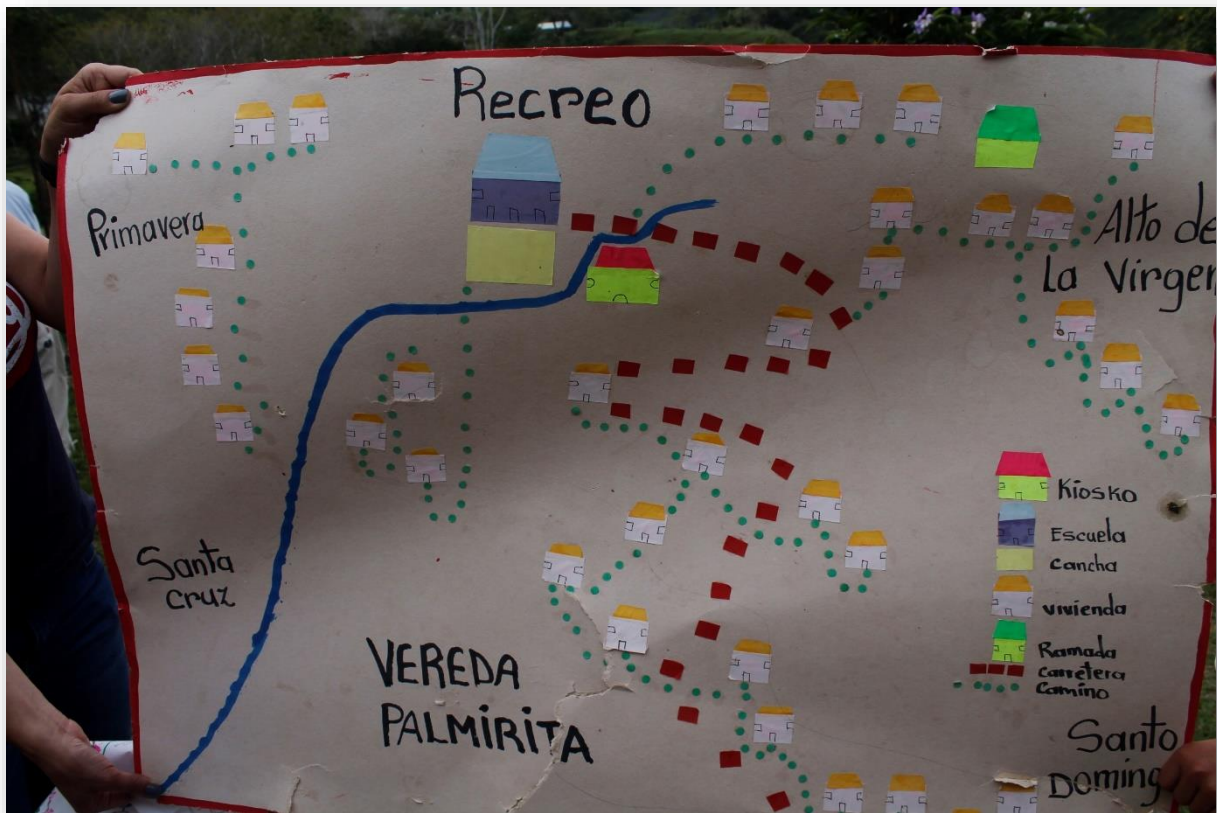 Recreo
Primavera
Alto de
La Virgen
Kiosko
Escuela
cancha
vivienda
Ramada
carretera
camino
Santa
cruz
VEREDA
PALMIRITA
Santo
Doming